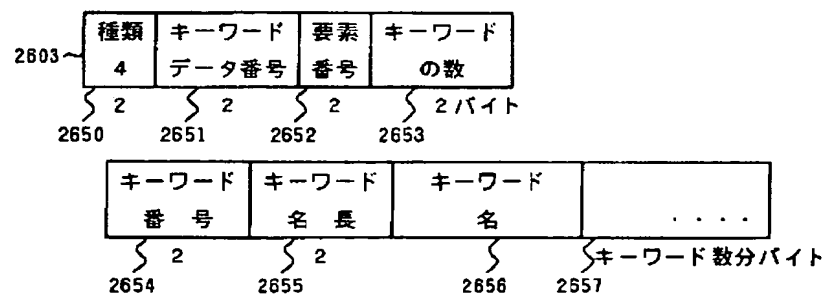 種類 キーワード 要素 キーワード
2603 4 データ番号 番号 の数
2 2 2 2バイト
2650 2651 2652 2653
キーワード キーワード キーワード
番号 名長 名 ....
2 2 キーワード数分バイト
2654 2655 2656 2657